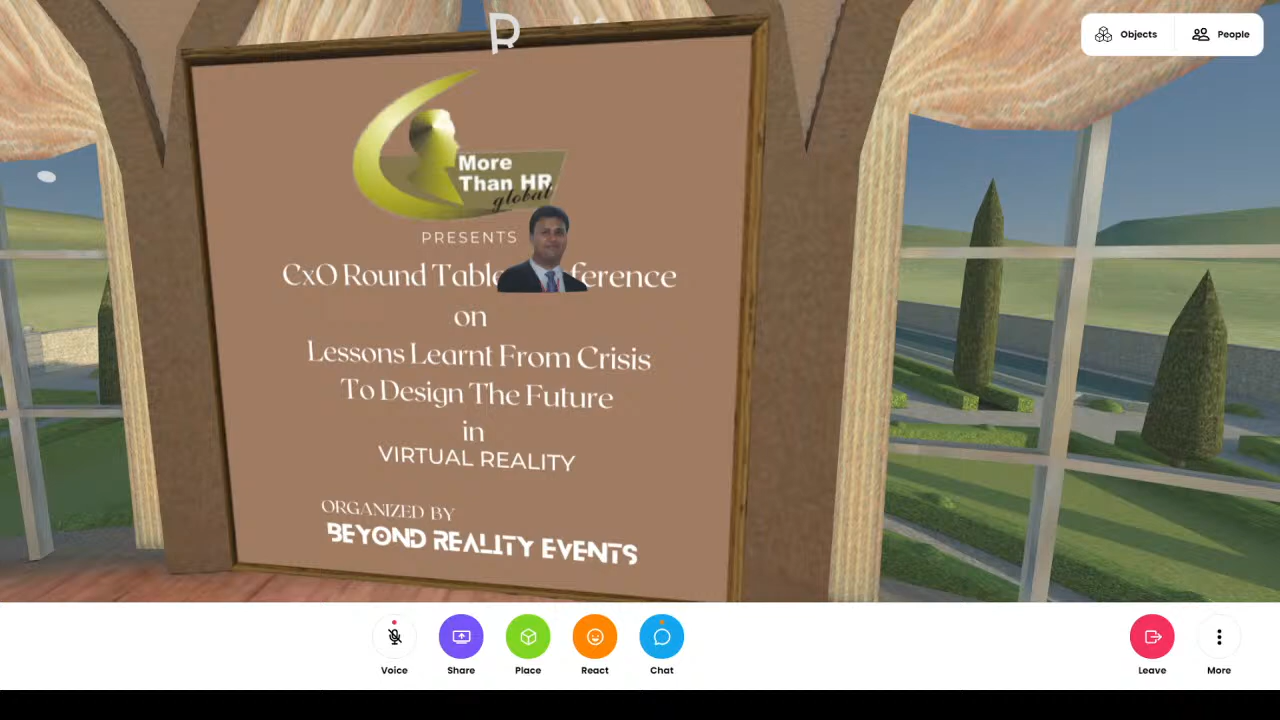 Objects
People
More
Than HR
global
PRESENTS
CxO Round Table ference
on
Lessons Learnt From Crisis
To Design The Future
in
VIRTUAL REALITY
ORGANIZED BY
BEYOND REALITY EVENTS
Voice
Share
Place
React
Chat
Leave
More